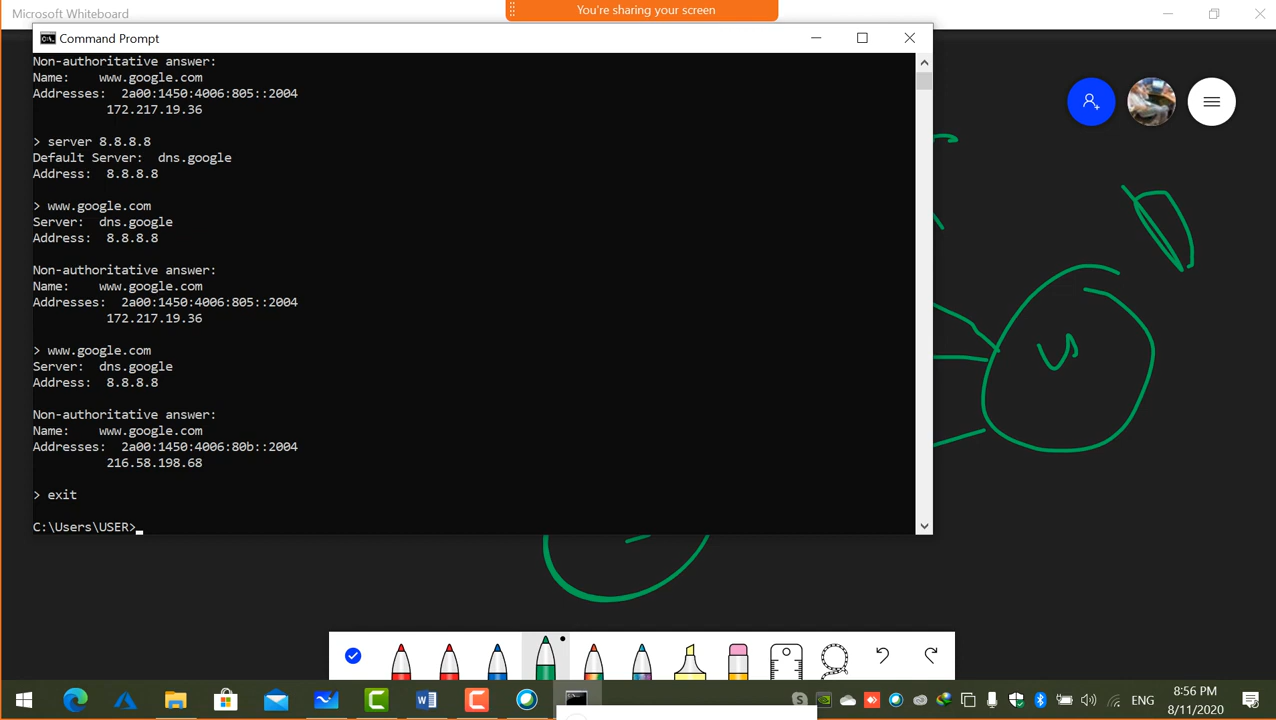 Microsoft Whiteboard
You're sharing your screen
Command Prompt
Non-authoritative answer:
Name:    www.google.com
Addresses:  2a00:1450:4006:805::2004
172.217.19.36
> server 8.8.8.8
Default Server:  dns.google
Address:  8.8.8.8
> www.google.com
Server:  dns.google
Address:  8.8.8.8
Non-authoritative answer:
Name:    www.google.com
Addresses:  2a00:1450:4006:805::2004
172.217.19.36
> www.google.com
Server:  dns.google
Address:  8.8.8.8
Non-authoritative answer:
Name:    www.google.com
Addresses:  2a00:1450:4006:80b::2004
216.58.198.68
> exit
C:\Users\USER>
ENG
8:56 PM
8/11/2020